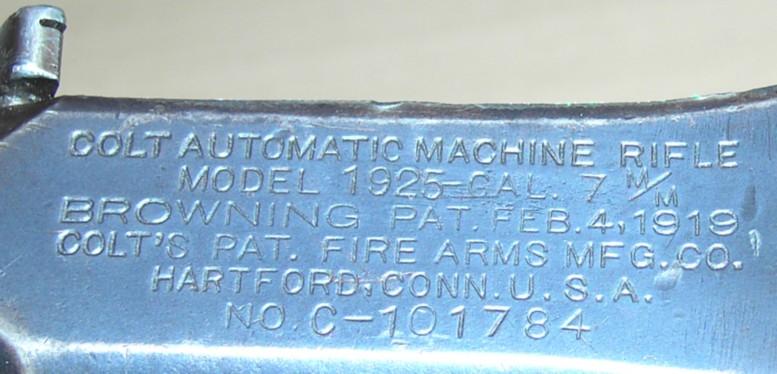 COLT AUTOMATIC MACHINE RIFLE
MODEL 1925-CAL. 7 M/M
BROWNING PAT. FEB. 4, 1919
COLT'S PAT. FIRE ARMS MFG. CO.
HARTFORD, CONN. U. S. A.
NO. C-101784